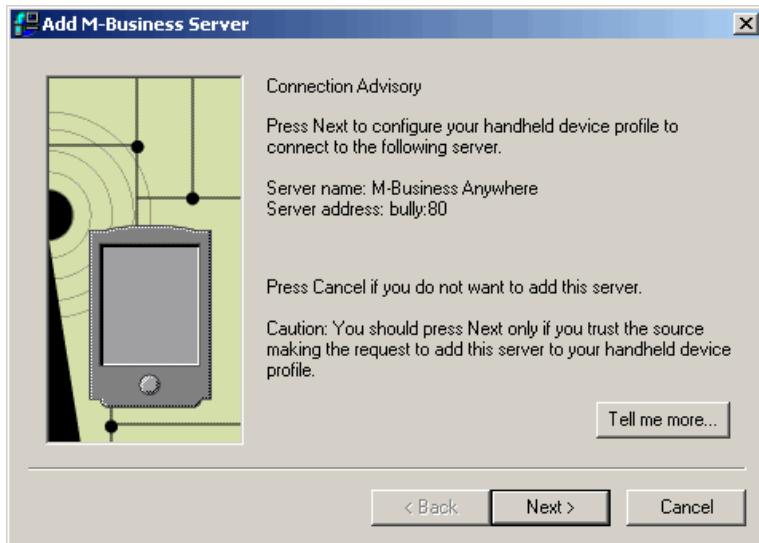 Add M-Business Server
Connection Advisory
Press Next to configure your handheld device profile to
connect to the following server.
Server name: M-Business Anywhere
Server address: bully:80
Press Cancel if you do not want to add this server.
Caution: You should press Next only if you trust the source
making the request to add this server to your handheld device
profile.
Tell me more...
< Back
Next >
Cancel